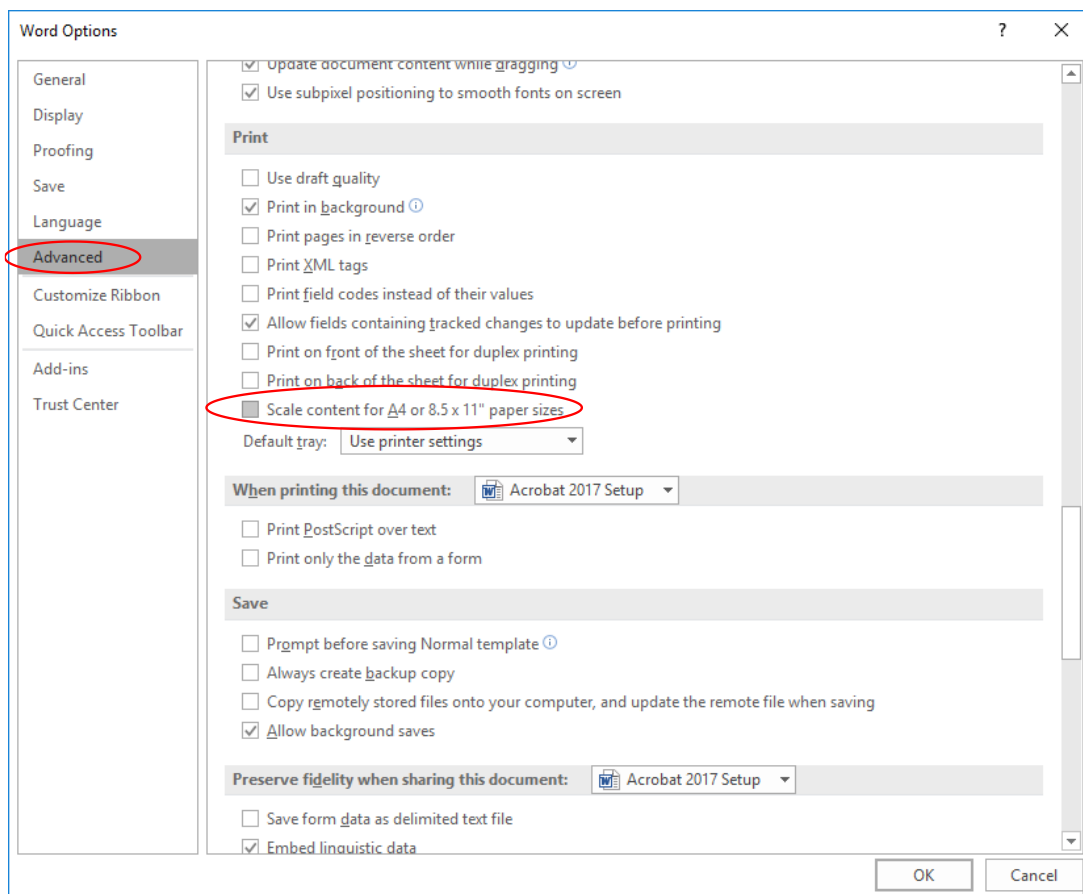 Word Options
?
General
Display
Proofing
Save
Language
Advanced
Customize Ribbon
Quick Access Toolbar
Add-ins
Trust Center
Update document content while dragging
Use subpixel positioning to smooth fonts on screen
Print
Use draft quality
Print in background
Print pages in reverse order
Print XML tags
Print field codes instead of their values
Allow fields containing tracked changes to update before printing
Print on front of the sheet for duplex printing
Print on back of the sheet for duplex printing
Scale content for A4 or 8.5 x 11" paper sizes
Default tray: Use printer settings
When printing this document: Acrobat 2017 Setup
Print PostScript over text
Print only the data from a form
Save
Prompt before saving Normal template
Always create backup copy
Copy remotely stored files onto your computer, and update the remote file when saving
Allow background saves
Preserve fidelity when sharing this document: Acrobat 2017 Setup
Save form data as delimited text file
Embed linguistic data
OK Cancel